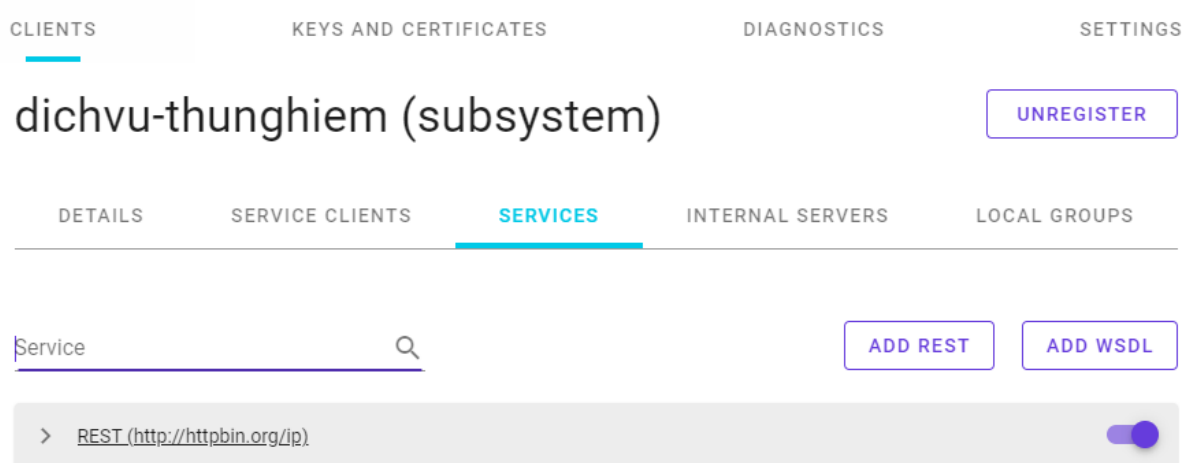 CLIENTS KEYS AND CERTIFICATES DIAGNOSTICS SETTINGS
dichvu-thunghiem (subsystem) UNREGISTER
DETAILS SERVICE CLIENTS SERVICES INTERNAL SERVERS LOCAL GROUPS
Service ADD REST ADD WSDL
REST (http://httpbin.org/ip)